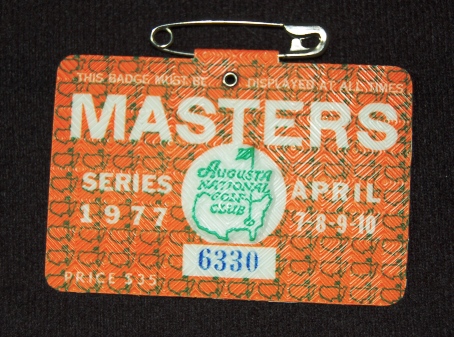 THIS BADGE MUST BE DISPLAYED AT ALL TIMES
MASTERS
SERIES
1977
AUGUSTA
NATIONAL
GOLF
CLUB
APRIL
7-8-9-10
6330
PRICE $35